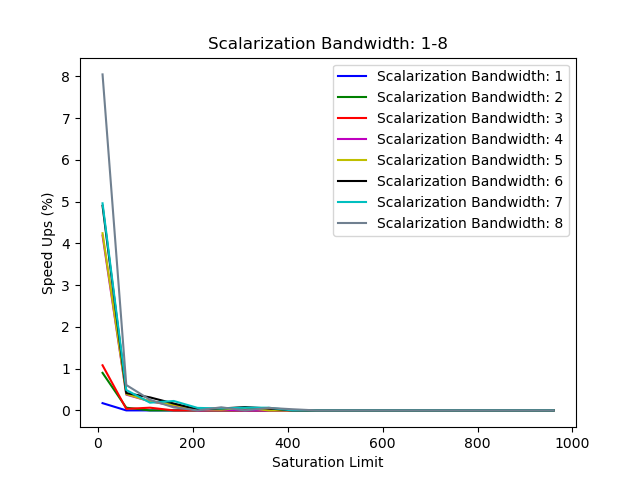 Scalarization Bandwidth: 1-8
Scalarization Bandwidth: 1
Scalarization Bandwidth: 2
Scalarization Bandwidth: 3
Scalarization Bandwidth: 4
Scalarization Bandwidth: 5
Scalarization Bandwidth: 6
Scalarization Bandwidth: 7
Scalarization Bandwidth: 8
Speed Ups (%)
8
7
6
5
4
3
2
1
0
0 200 400 600 800 1000
Saturation Limit